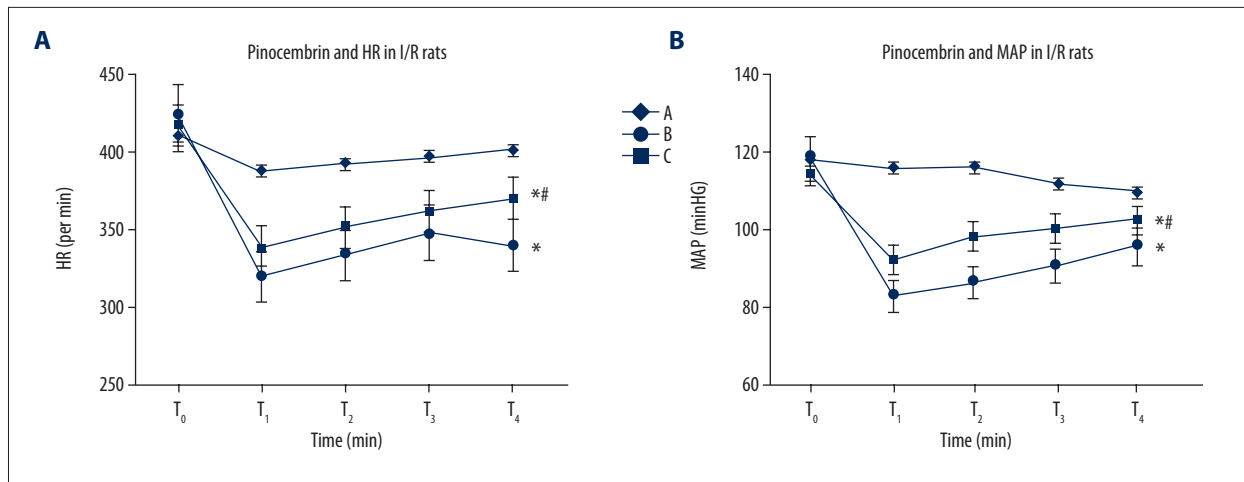 A
Pinocembrin and HR in I/R rats
450
400
350
300
250
HR (per min)
T0
T1
T2
T3
T4
Time (min)
*#
*
A
B
C
B
Pinocembrin and MAP in I/R rats
140
120
100
80
60
MAP (minHG)
T0
T1
T2
T3
T4
Time (min)
*#
*